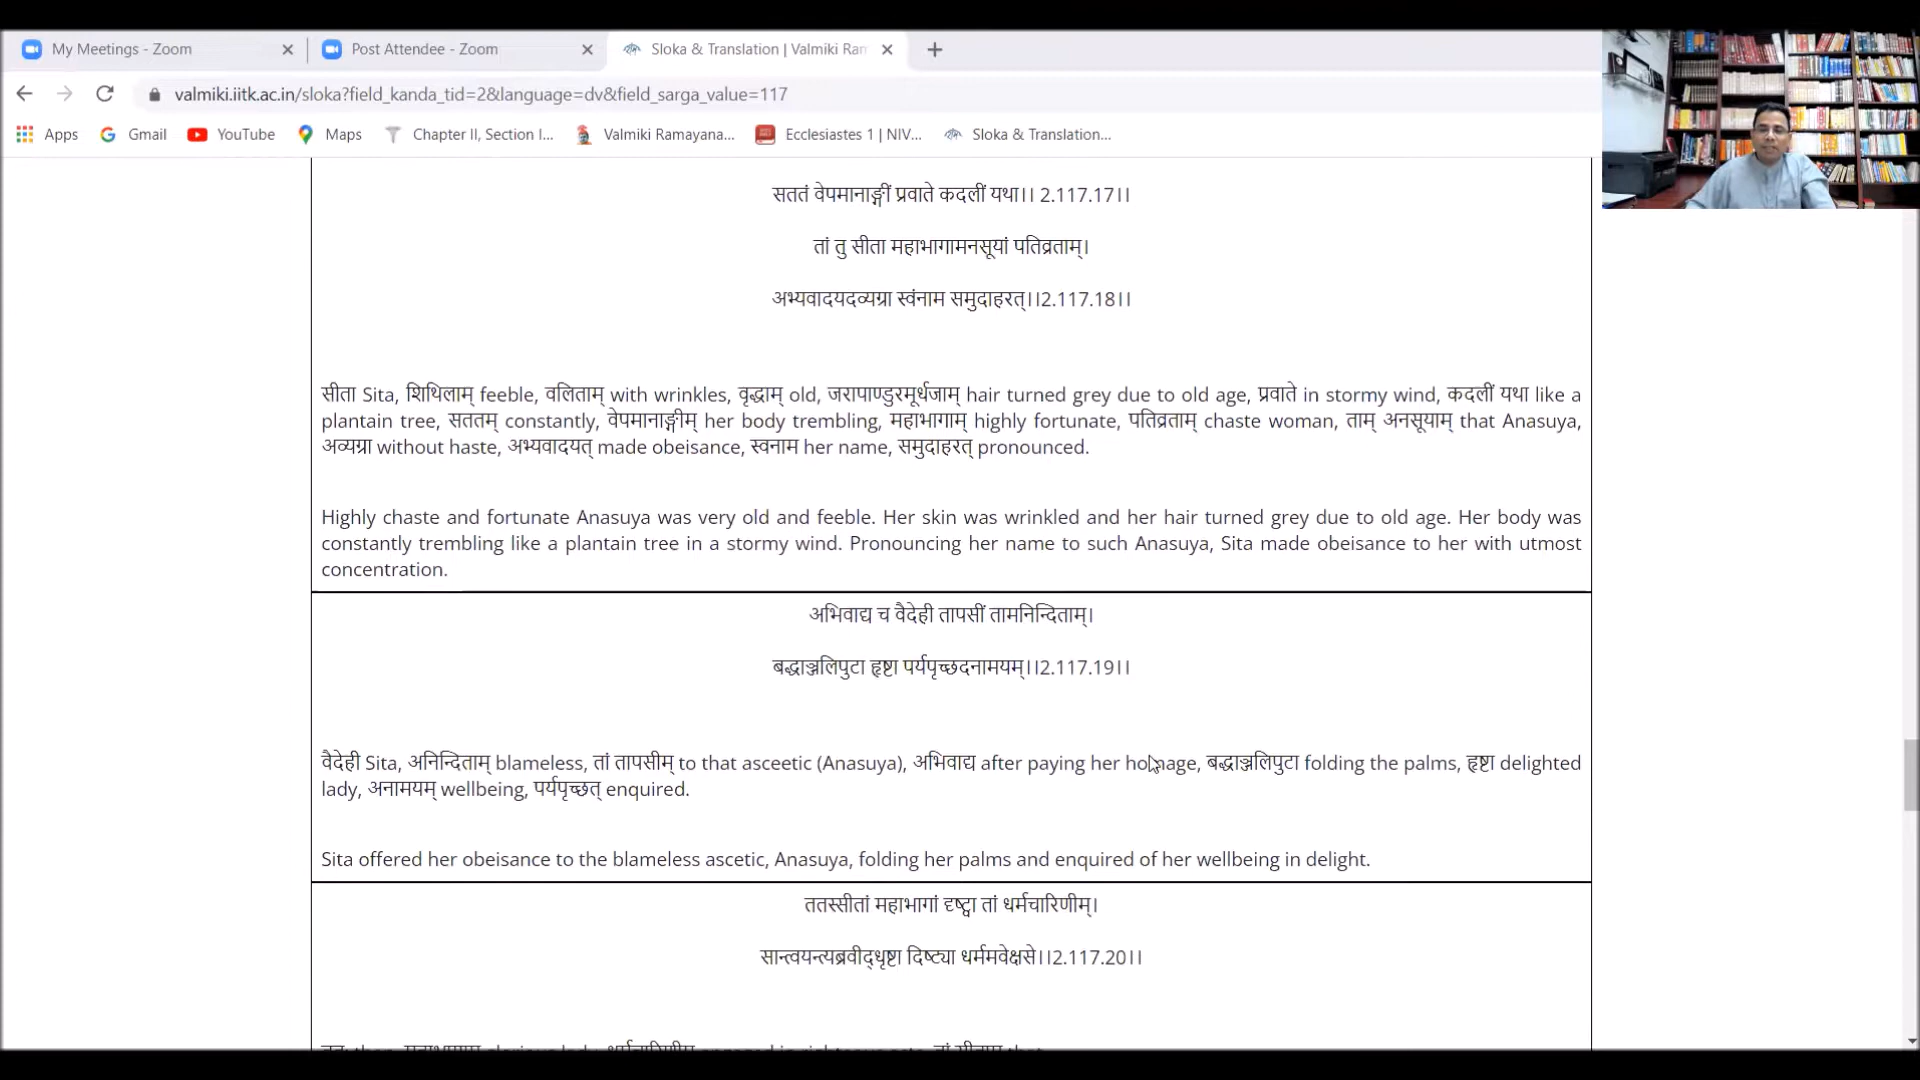 My Meetings - Zoom
Post Attendee - Zoom
Sloka & Translation | Valmiki Ram
valmiki.iitk.ac.in/sloka?field_kanda_tid=2&language=dv&field_sarga_value=117
Apps Gmail YouTube Maps Chapter II, Section I... Valmiki Ramayana... Ecclesiastes 1 | NIV... Sloka & Translation...
सततं वेपमानाङ्गीं प्रवाते कदलीं यथा।। 2.117.17।।
तां तु सीता महाभागामनसूयां पतिव्रताम्।
अभ्यवादयदव्यग्रा स्वंनाम समुदाहरत्।।2.117.18।।
सीता Sita, शिथिलाम् feeble, वलिताम् with wrinkles, वृद्धाम् old, जरापाण्डुरमूर्धजाम् hair turned grey due to old age, प्रवाते in stormy wind, कदलीं यथा like a
plantain tree, सततम् constantly, वेपमानाङ्गीम् her body trembling, महाभागाम् highly fortunate, पतिव्रताम् chaste woman, ताम् अनसूयाम् that Anasuya,
अव्यग्रा without haste, अभ्यवादयत् made obeisance, स्वनाम her name, समुदाहरत् pronounced.
Highly chaste and fortunate Anasuya was very old and feeble. Her skin was wrinkled and her hair turned grey due to old age. Her body was
constantly trembling like a plantain tree in a stormy wind. Pronouncing her name to such Anasuya, Sita made obeisance to her with utmost
concentration.
अभिवाद्य च वैदेही तापसीं तामनिन्दिताम्।
बद्धाञ्जलिपुटा हृष्टा पर्यपृच्छदनामयम्।।2.117.19।।
वैदेही Sita, अनिन्दिताम् blameless, तां तापसीम् to that asceetic (Anasuya), अभिवाद्य after paying her homage, बद्धाञ्जलिपुटा folding the palms, हृष्टा delighted
lady, अनामयम् wellbeing, पर्यपृच्छत् enquired.
Sita offered her obeisance to the blameless ascetic, Anasuya, folding her palms and enquired of her wellbeing in delight.
ततस्सीतां महाभागां दृष्ट्वा तां धर्मचारिणीम्।
सान्त्वयन्त्यब्रवीद्धृष्टा दिष्ट्या धर्ममवेक्षसे।।2.117.20।।